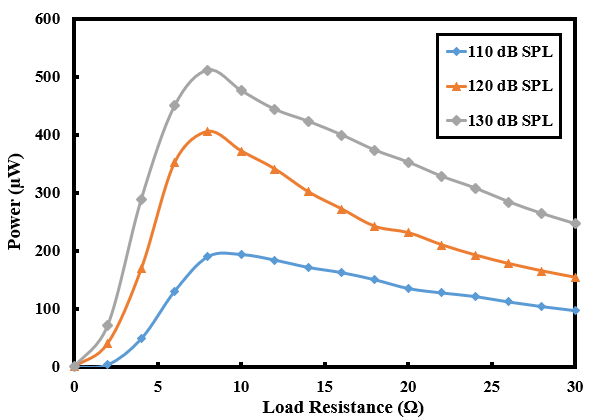 600
500
400
300
200
100
0
Power (µW)
110 dB SPL
120 dB SPL
130 dB SPL
0 5 10 15 20 25 30
Load Resistance (Ω)